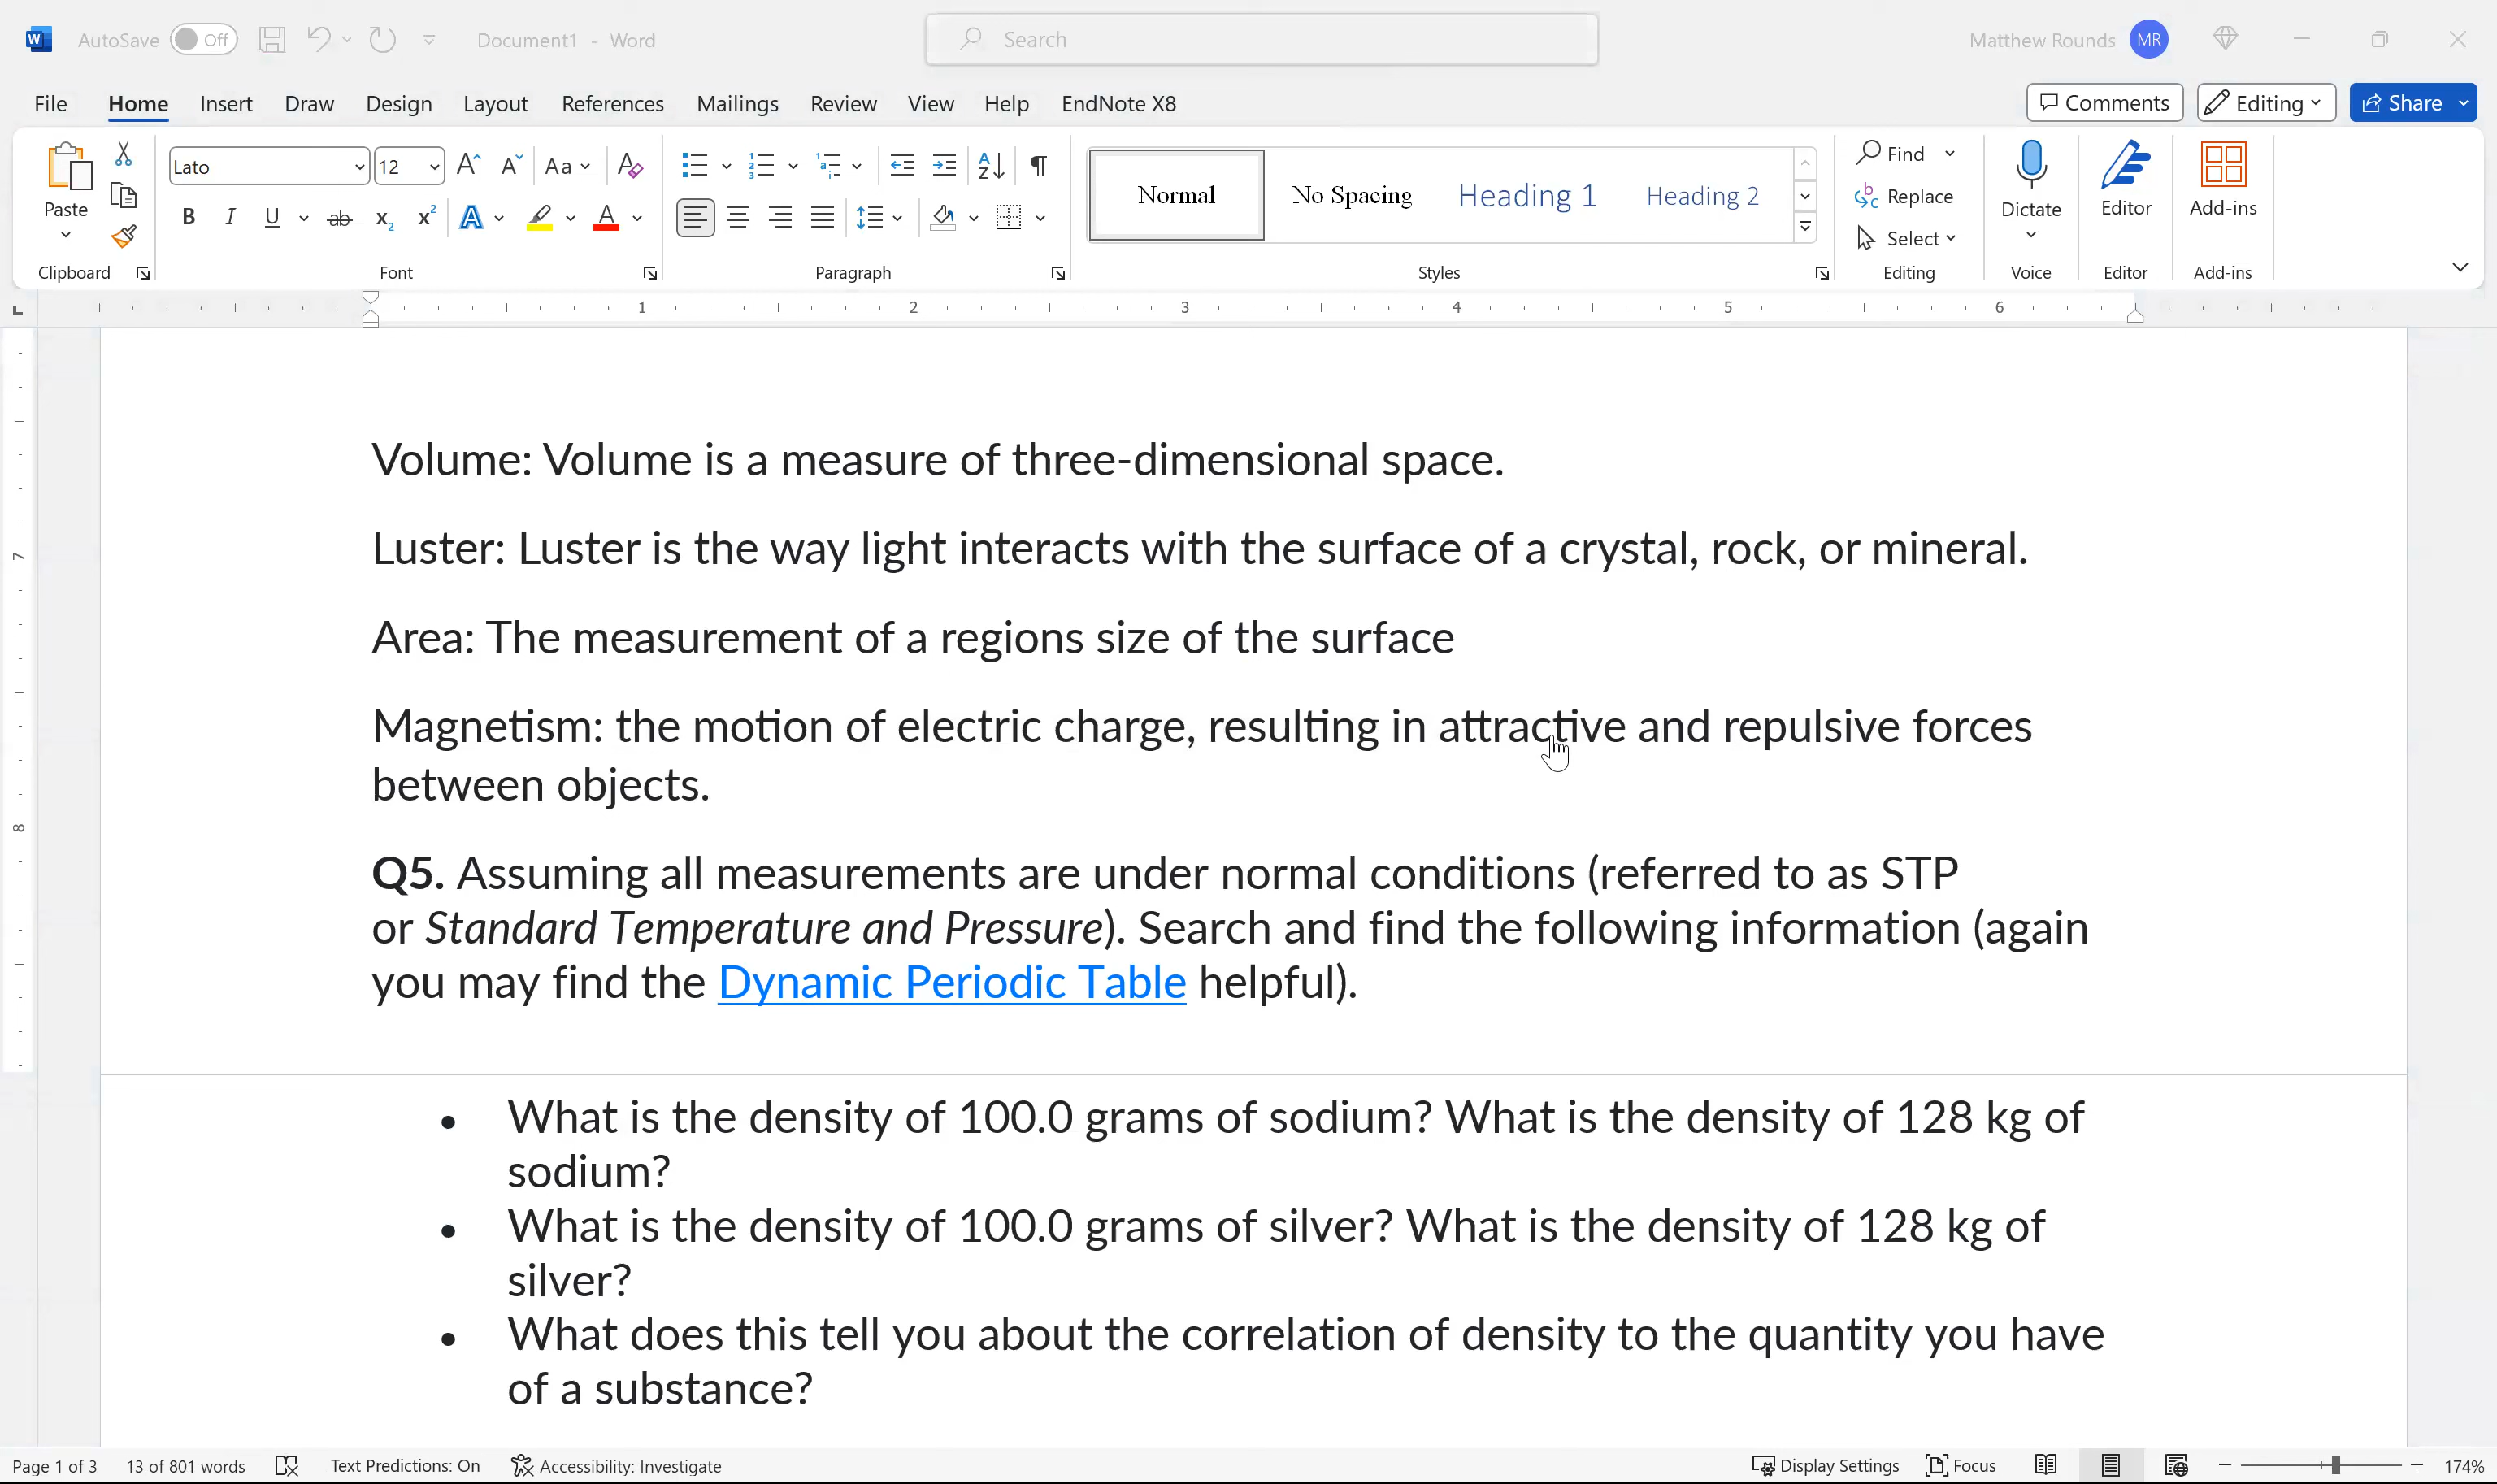 AutoSave Off Document1 - Word Search Matthew Rounds MR
File Home Insert Draw Design Layout References Mailings Review View Help EndNote X8 Comments Editing Share
Lato 12 Aa Normal No Spacing Heading 1 Heading 2 Find
Paste Replace Dictate Editor Add-ins
Select
Clipboard Font Paragraph Styles Editing Voice Editor Add-ins
1 2 3 4 5 6
Volume: Volume is a measure of three-dimensional space.
Luster: Luster is the way light interacts with the surface of a crystal, rock, or mineral.
7
Area: The measurement of a regions size of the surface
Magnetism: the motion of electric charge, resulting in attractive and repulsive forces
between objects.
8
Q5. Assuming all measurements are under normal conditions (referred to as STP
or Standard Temperature and Pressure). Search and find the following information (again
you may find the Dynamic Periodic Table helpful).
• What is the density of 100.0 grams of sodium? What is the density of 128 kg of
sodium?
• What is the density of 100.0 grams of silver? What is the density of 128 kg of
silver?
• What does this tell you about the correlation of density to the quantity you have
of a substance?
Page 1 of 3 13 of 801 words Text Predictions: On Accessibility: Investigate Display Settings Focus 174%